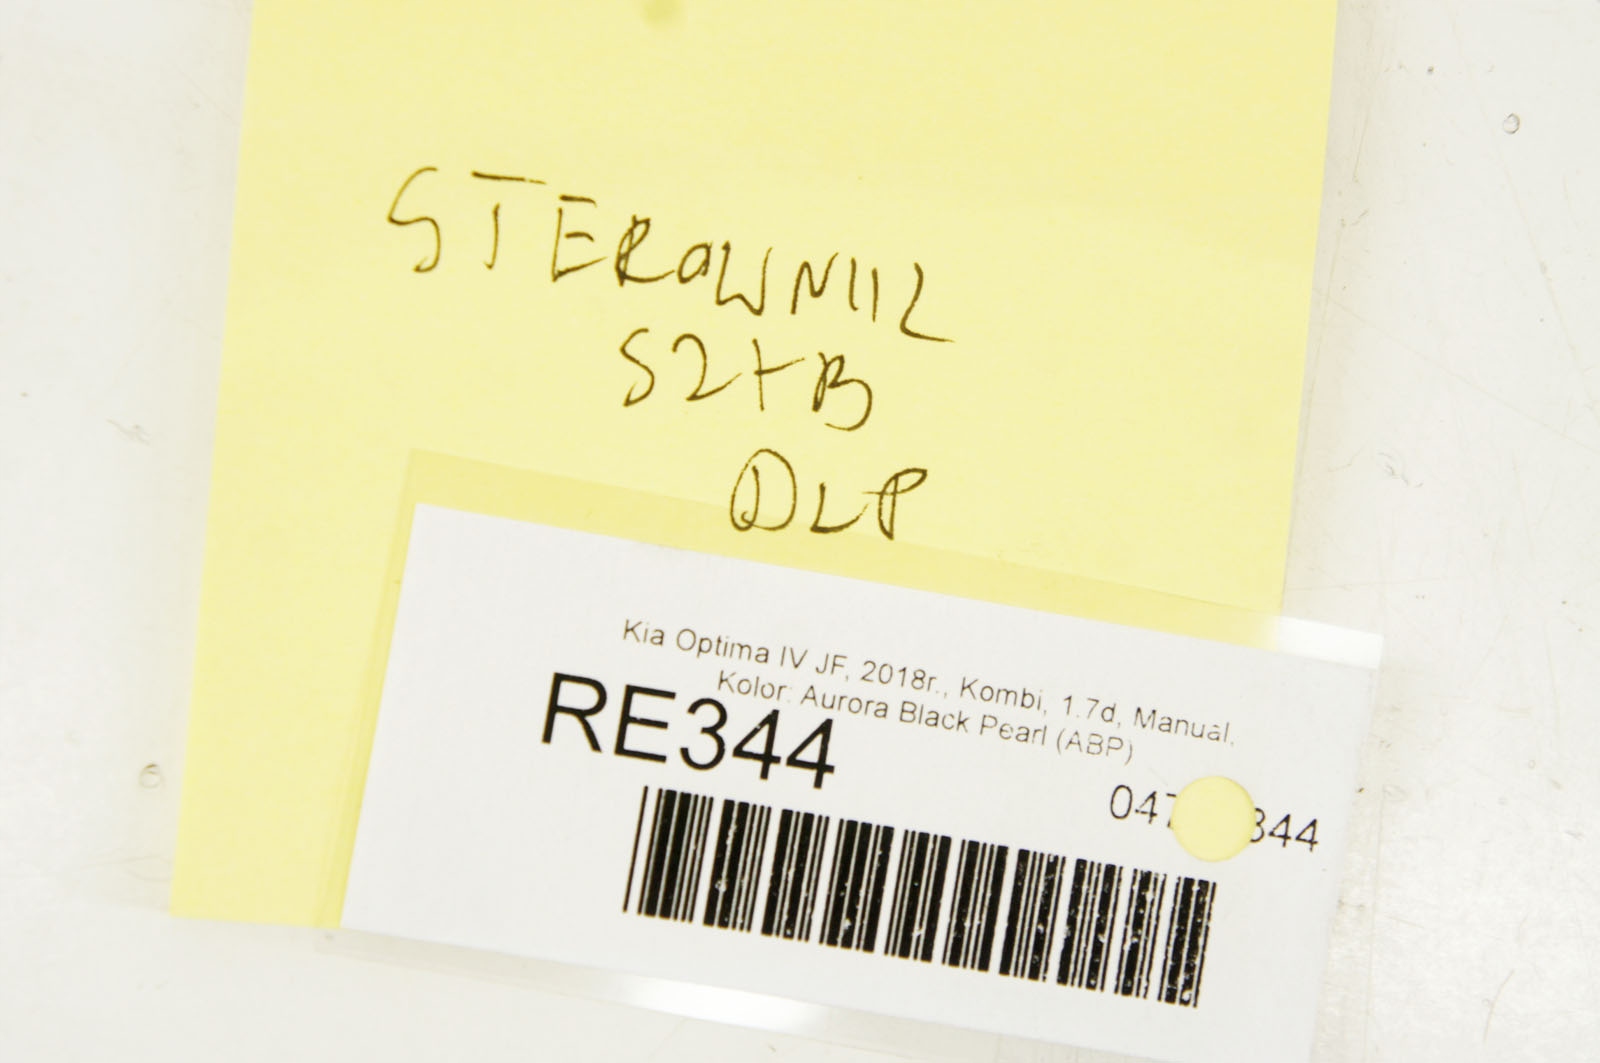 STEROWNIK
SZYB
DLP
Kia Optima IV JF, 2018r., Kombi, 1.7d, Manual,
Kolor: Aurora Black Pearl (ABP)
RE344